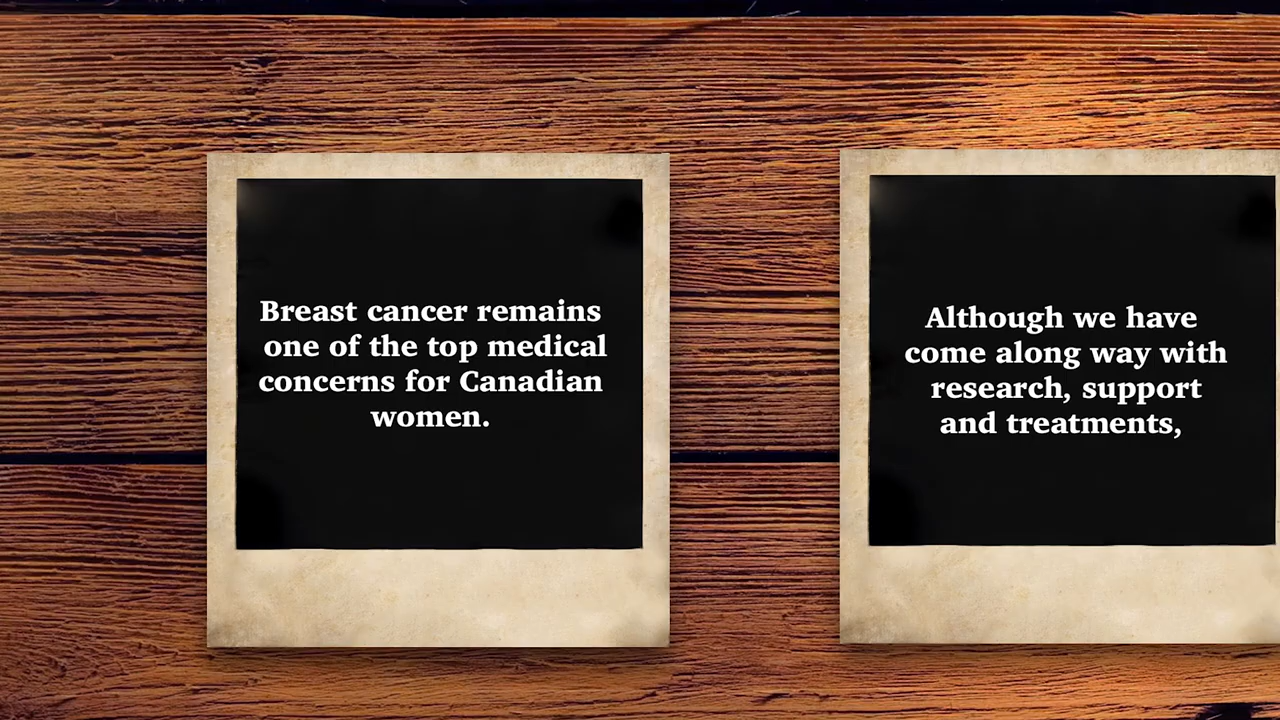 Breast cancer remains
one of the top medical
concerns for Canadian
women.
Although we have
come along way with
research, support
and treatments,